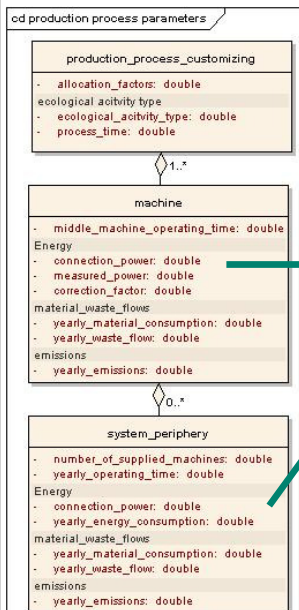 cd production process parameters
production_process_customizing
- allocation_factors: double
ecological acitvity type
- ecological_acitvity_type: double
- process_time: double
1..*
machine
- middle_machine_operating_time: double
Energy
- connection_power: double
- measured_power: double
- correction_factor: double
material_waste_flows
- yearly_material_consumption: double
- yearly_waste_flow: double
emissions
- yearly_emissions: double
0..*
system_periphery
- number_of_supplied_machines: double
- yearly_operating_time: double
Energy
- connection_power: double
- yearly_energy_consumption: double
material_waste_flows
- yearly_material_consumption: double
- yearly_waste_flow: double
emissions
- yearly_emissions: double